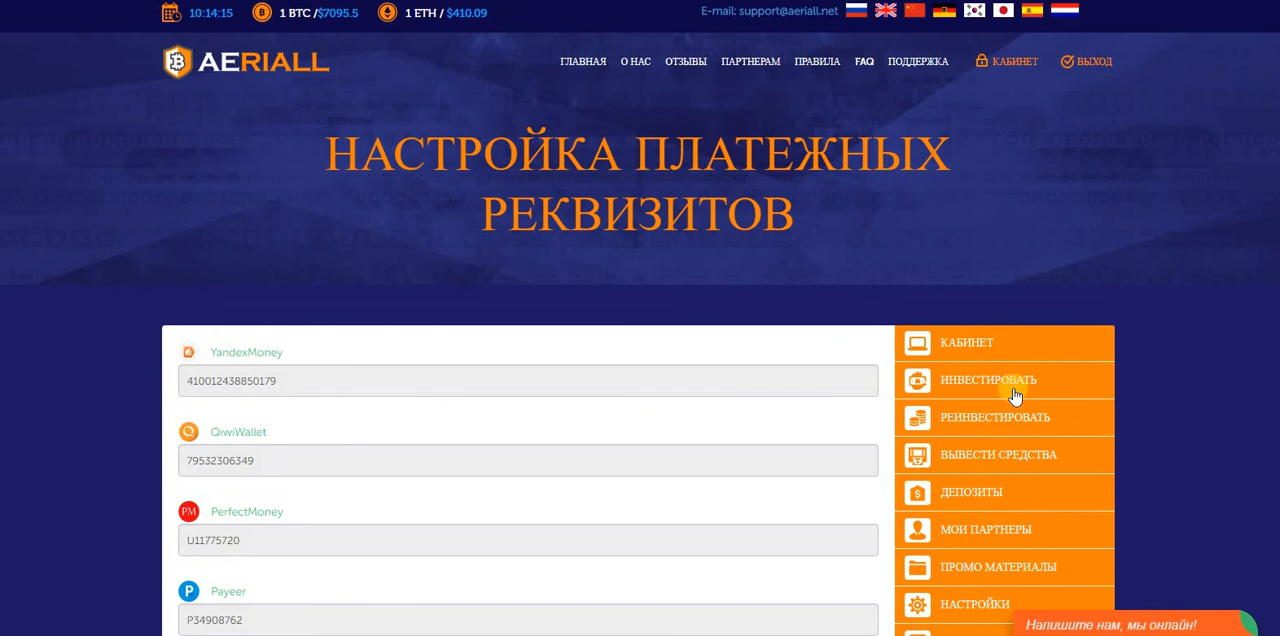 10:14:15 1 BTC /$7095.5 1 ETH / $410.09 E-mail: support@aeriall.net
AERIALL
ГЛАВНАЯ О НАС ОТЗЫВЫ ПАРТНЕРАМ ПРАВИЛА FAQ ПОДДЕРЖКА КАБИНЕТ ВЫХОД
НАСТРОЙКА ПЛАТЕЖНЫХ
РЕКВИЗИТОВ
YandexMoney
410012438850179
QiwiWallet
79532306349
PM PerfectMoney
U11775720
P Payeer
P34908762
КАБИНЕТ
ИНВЕСТИРОВАТЬ
РЕИНВЕСТИРОВАТЬ
ВЫВЕСТИ СРЕДСТВА
ДЕПОЗИТЫ
МОИ ПАРТНЕРЫ
ПРОМО МАТЕРИАЛЫ
НАСТРОЙКИ
Напишите нам, мы онлайн!